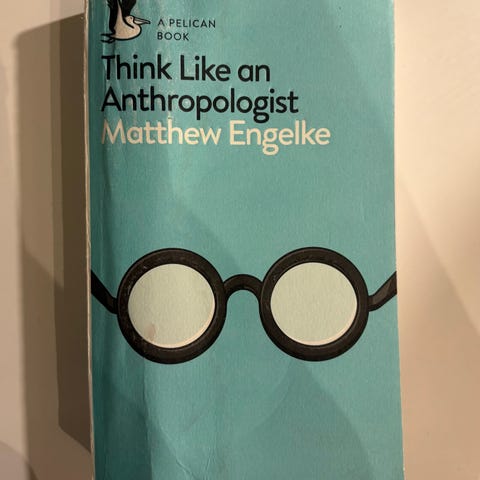 A PELICAN
BOOK
Think Like an
Anthropologist
Matthew Engelke